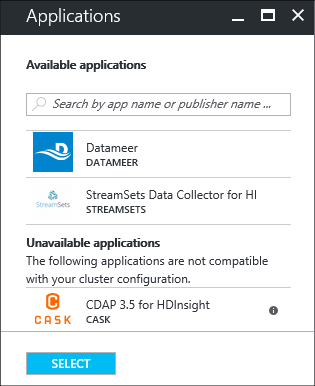 Applications
Available applications
Search by app name or publisher name ...
Datameer
DATAMEER
StreamSets
StreamSets Data Collector for HI
STREAMSETS
Unavailable applications
The following applications are not compatible
with your cluster configuration.
CASK
CDAP 3.5 for HDInsight
CASK
SELECT